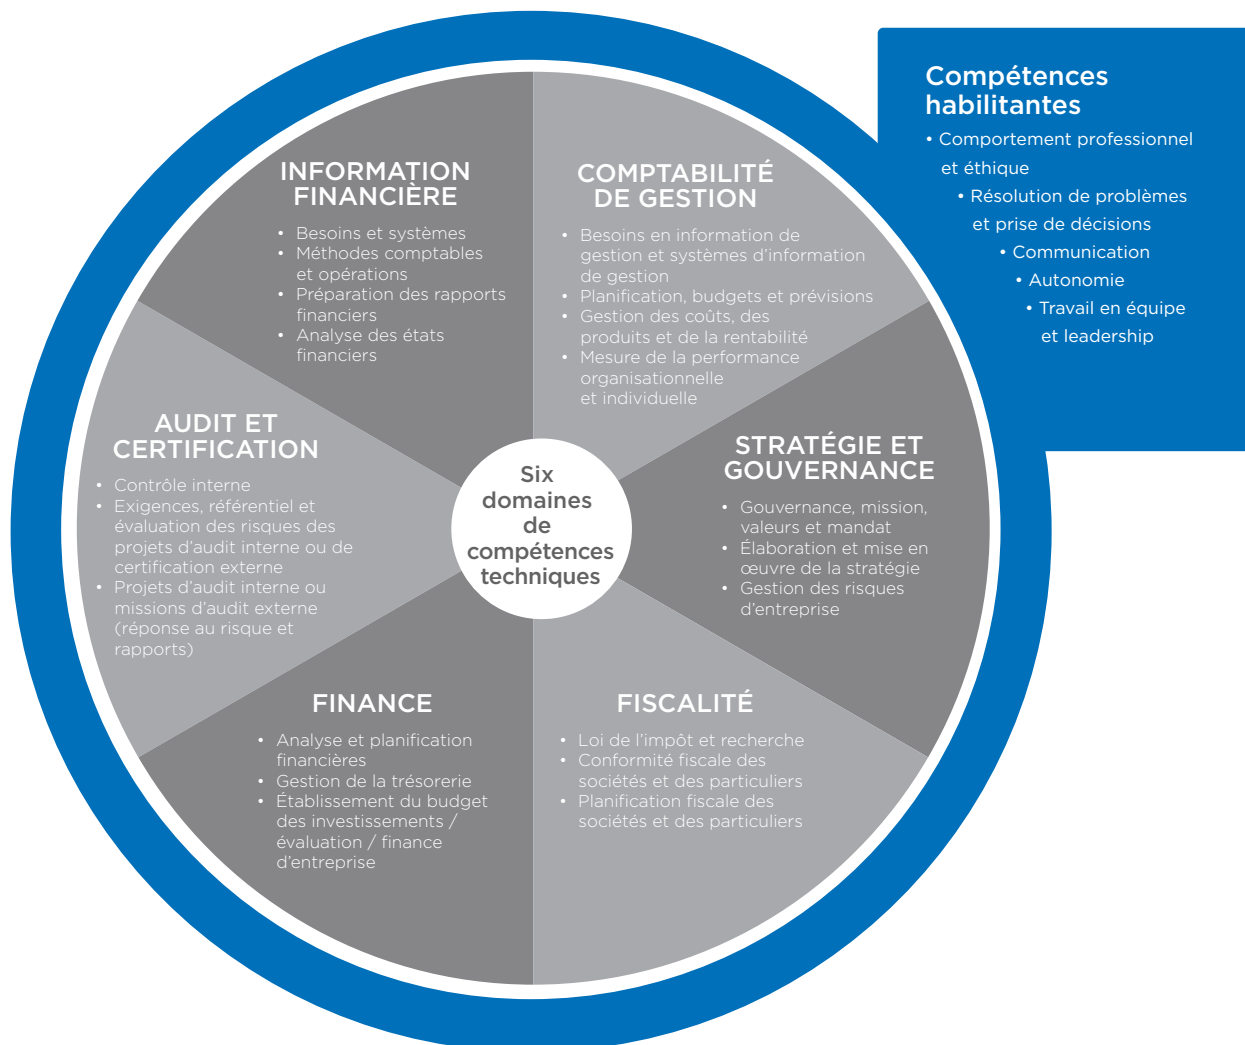 INFORMATION
FINANCIÈRE
• Besoins et systèmes
• Méthodes comptables
et opérations
• Préparation des rapports
financiers
• Analyse des états
financiers
COMPTABILITÉ
DE GESTION
• Besoins en information de
gestion et systèmes d’information
de gestion
• Planification, budgets et prévisions
• Gestion des coûts, des
produits et de la rentabilité
• Mesure de la performance
organisationnelle
et individuelle
Compétences
habilitantes
• Comportement professionnel
et éthique
• Résolution de problèmes
et prise de décisions
• Communication
• Autonomie
• Travail en équipe
et leadership
AUDIT ET
CERTIFICATION
• Contrôle interne
• Exigences, référentiel et
évaluation des risques des
projets d’audit interne ou de
certification externe
• Projets d’audit interne ou
missions d’audit externe
(réponse au risque et
rapports)
Six
domaines
de
compétences
techniques
STRATÉGIE ET
GOUVERNANCE
• Gouvernance, mission,
valeurs et mandat
• Élaboration et mise en
œuvre de la stratégie
• Gestion des risques
d’entreprise
FINANCE
• Analyse et planification
financières
• Gestion de la trésorerie
• Établissement du budget
des investissements /
évaluation / finance
d’entreprise
FISCALITÉ
• Loi de l’impôt et recherche
• Conformité fiscale des
sociétés et des particuliers
• Planification fiscale des
sociétés et des particuliers